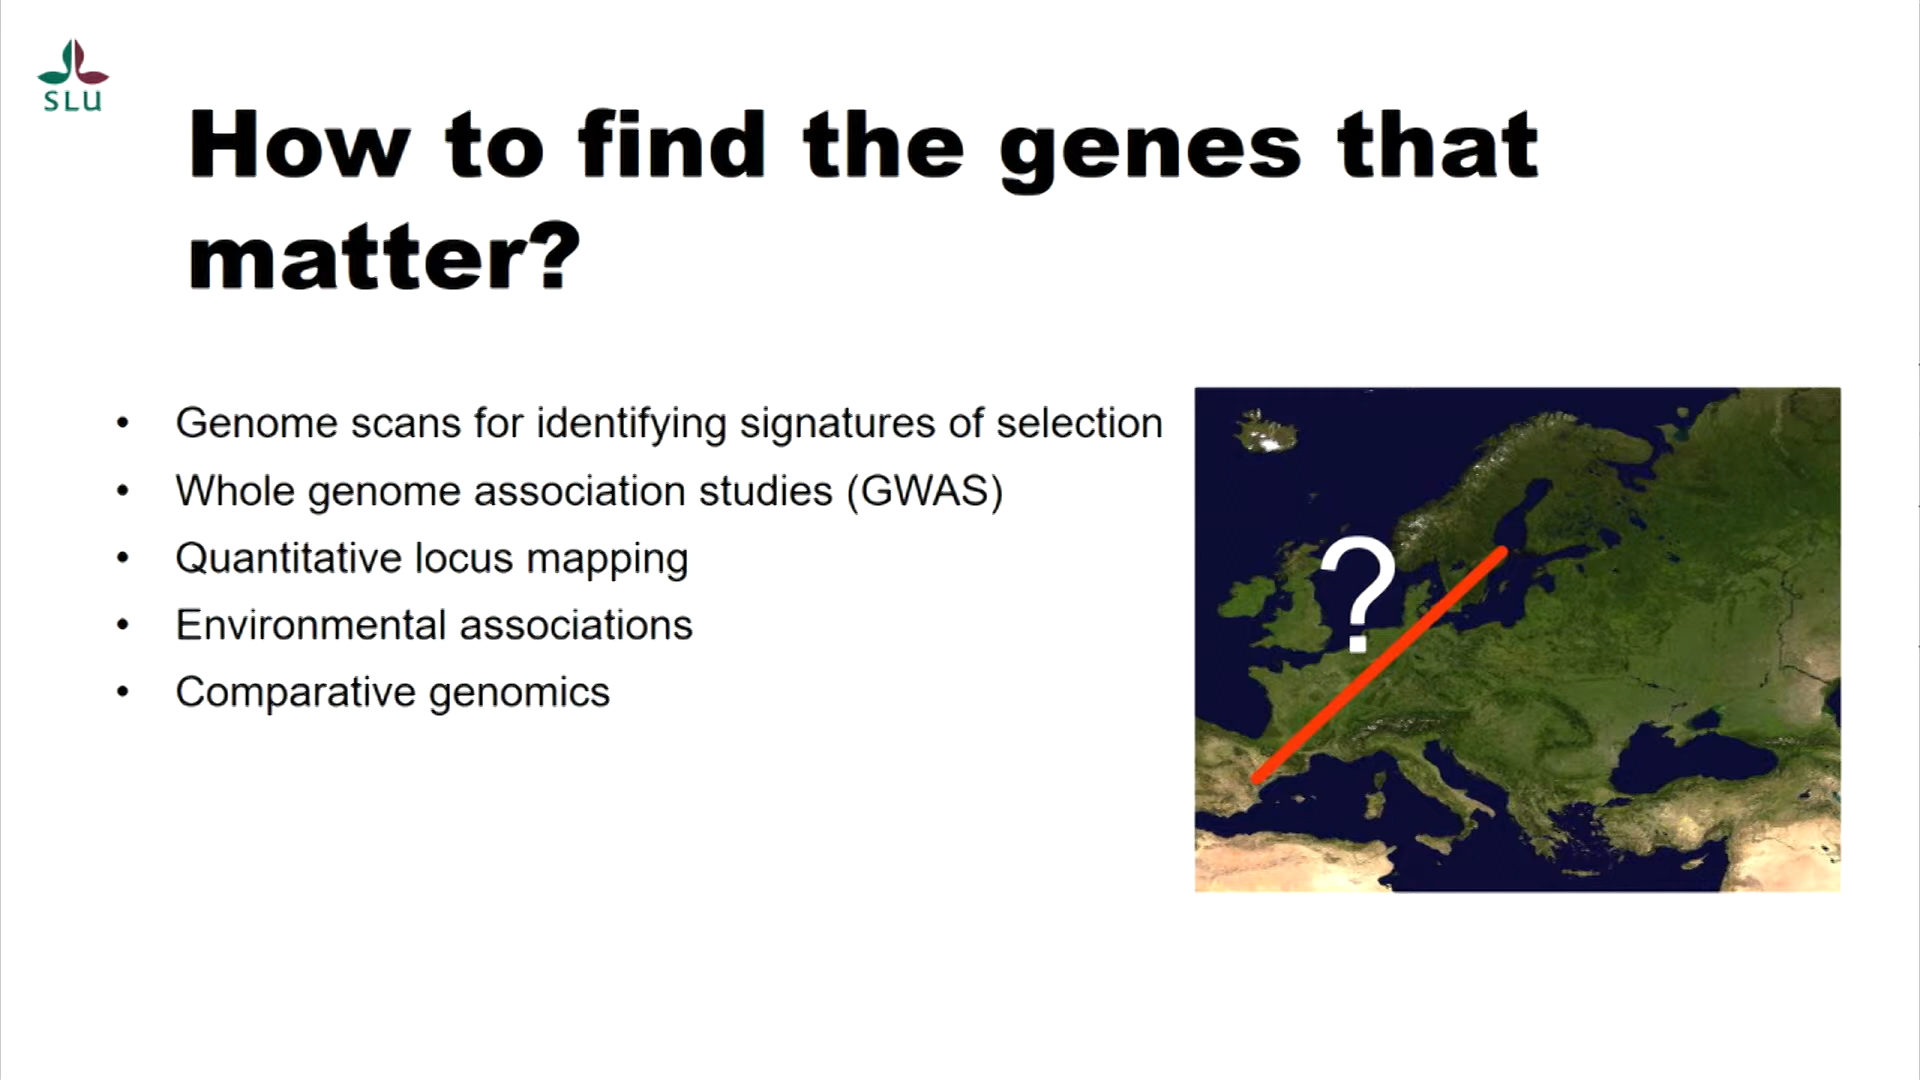 SLU
How to find the genes that
matter?
• Genome scans for identifying signatures of selection
• Whole genome association studies (GWAS)
• Quantitative locus mapping
• Environmental associations
• Comparative genomics
?